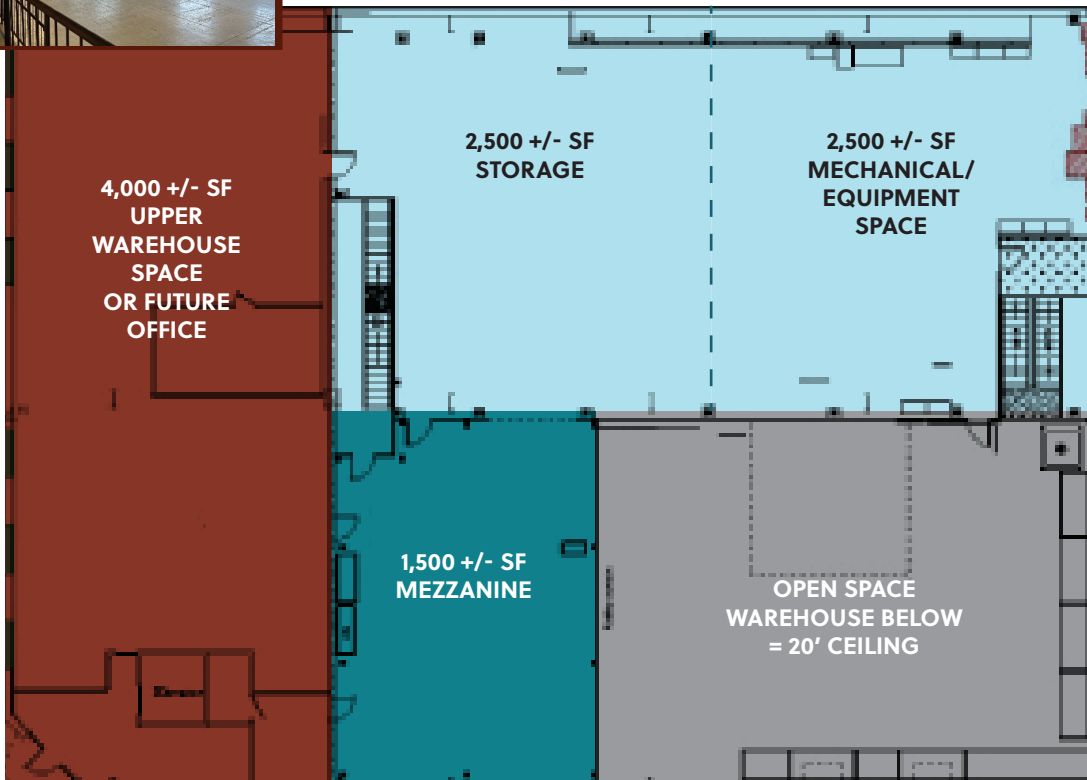 2,500 +/- SF
STORAGE
2,500 +/- SF
MECHANICAL/
EQUIPMENT
SPACE
4,000 +/- SF
UPPER
WAREHOUSE
SPACE
OR FUTURE
OFFICE
1,500 +/- SF
MEZZANINE
OPEN SPACE
WAREHOUSE BELOW
= 20' CEILING